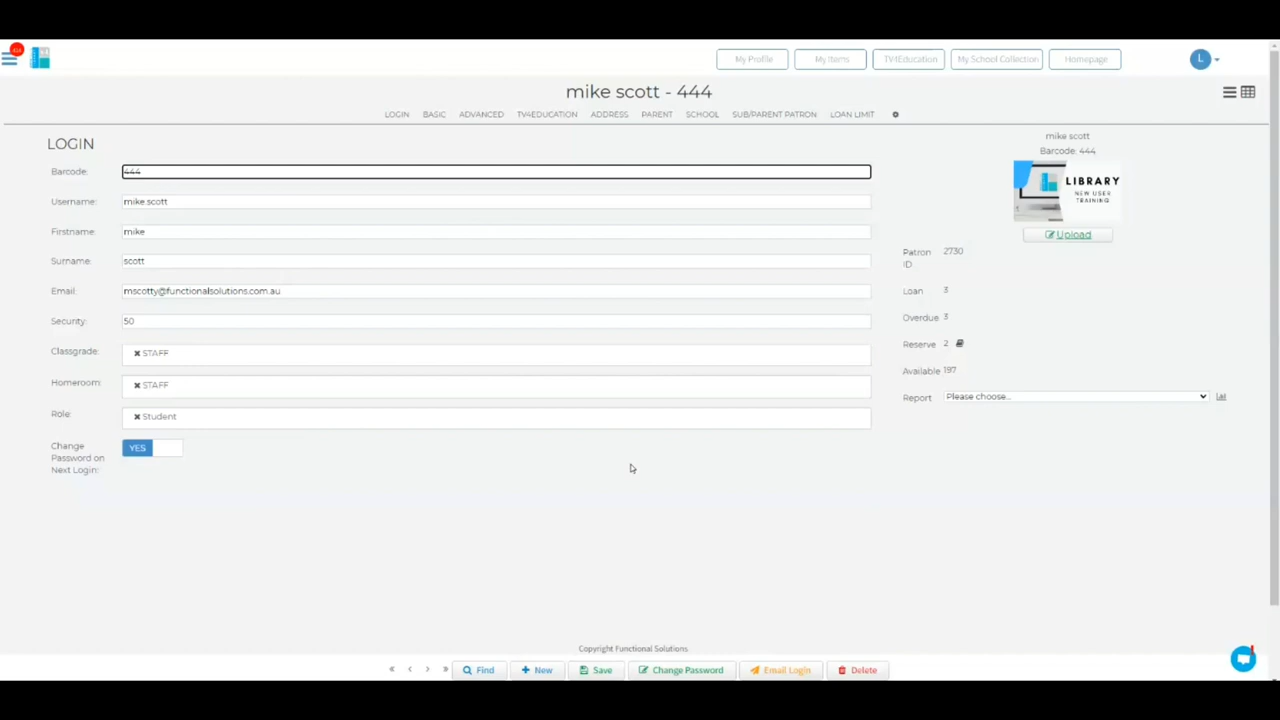 My Profile My Items TV4Education My School Collection Homepage L
mike scott - 444
LOGIN BASIC ADVANCED TV4EDUCATION ADDRESS PARENT SCHOOL SUB/PARENT PATRON LOAN LIMIT
LOGIN
Barcode: 444
Username: mike.scott
Firstname: mike
Surname: scott
Email: mscotty@functionalsolutions.com.au
Security: 50
Classgrade: STAFF
Homeroom: STAFF
Role: Student
Change
Password on
Next Login:
YES
mike scott
Barcode: 444
LIBRARY
NEW USER
TRAINING
Upload
Patron
ID
2730
Loan 3
Overdue 3
Reserve 2
Available 197
Report Please choose...
Copyright Functional Solutions
Find New Save Change Password Email Login Delete